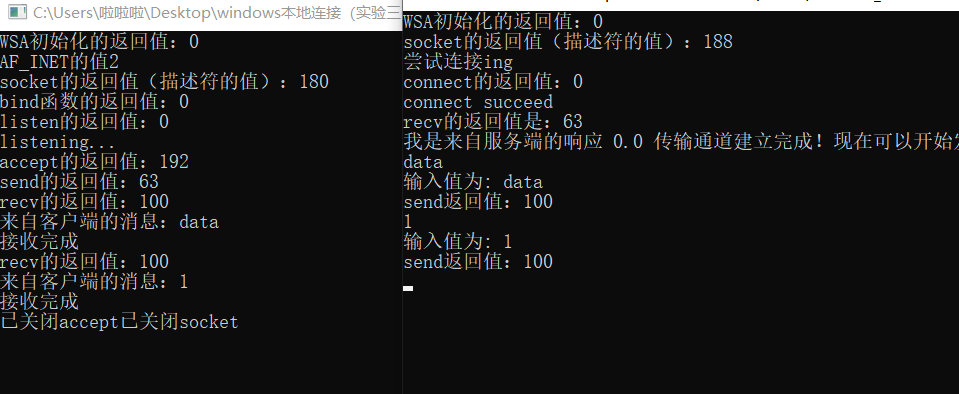 C:\Users\啦啦啦\Desktop\windows本地连接 (实验三
WSA初始化的返回值: 0
AF_INET的值2
socket的返回值（描述符的值）: 180
bind函数的返回值: 0
listen的返回值: 0
listening...
accept的返回值: 192
send的返回值: 63
recv的返回值: 100
来自客户端的消息: data
接收完成
recv的返回值: 100
来自客户端的消息: 1
接收完成
已关闭accept已关闭socket
WSA初始化的返回值: 0
socket的返回值（描述符的值）: 188
尝试连接ing
connect的返回值: 0
connect succeed
recv的返回值是: 63
我是来自服务端的响应 0.0 传输通道建立完成! 现在可以开始
data
输入值为: data
send返回值: 100
1
输入值为: 1
send返回值: 100